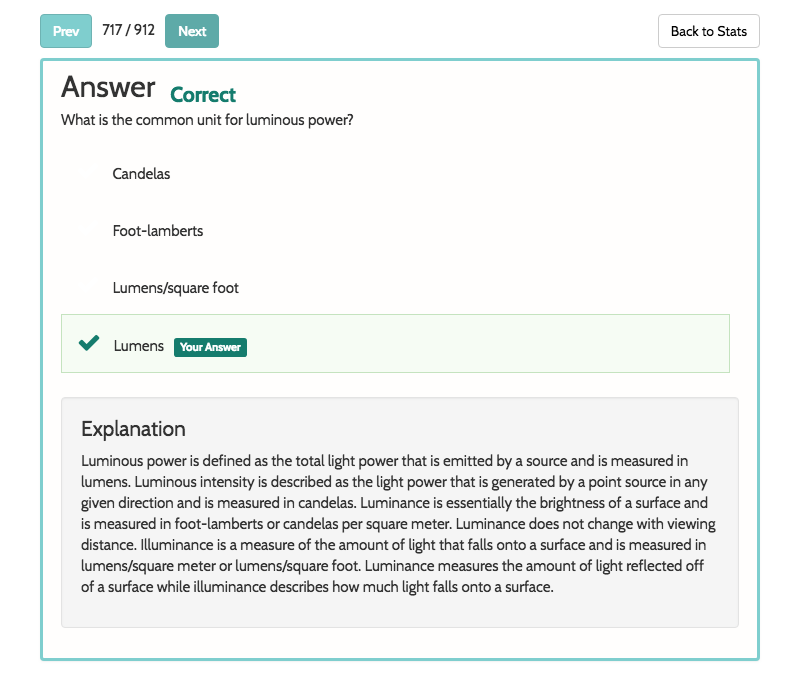 Prev 717 / 912 Next Back to Stats
Answer Correct
What is the common unit for luminous power?
Candelas
Foot-lamberts
Lumens/square foot
Lumens Your Answer
Explanation
Luminous power is defined as the total light power that is emitted by a source and is measured in
lumens. Luminous intensity is described as the light power that is generated by a point source in any
given direction and is measured in candelas. Luminance is essentially the brightness of a surface and
is measured in foot-lamberts or candelas per square meter. Luminance does not change with viewing
distance. Illuminance is a measure of the amount of light that falls onto a surface and is measured in
lumens/square meter or lumens/square foot. Luminance measures the amount of light reflected off
of a surface while illuminance describes how much light falls onto a surface.